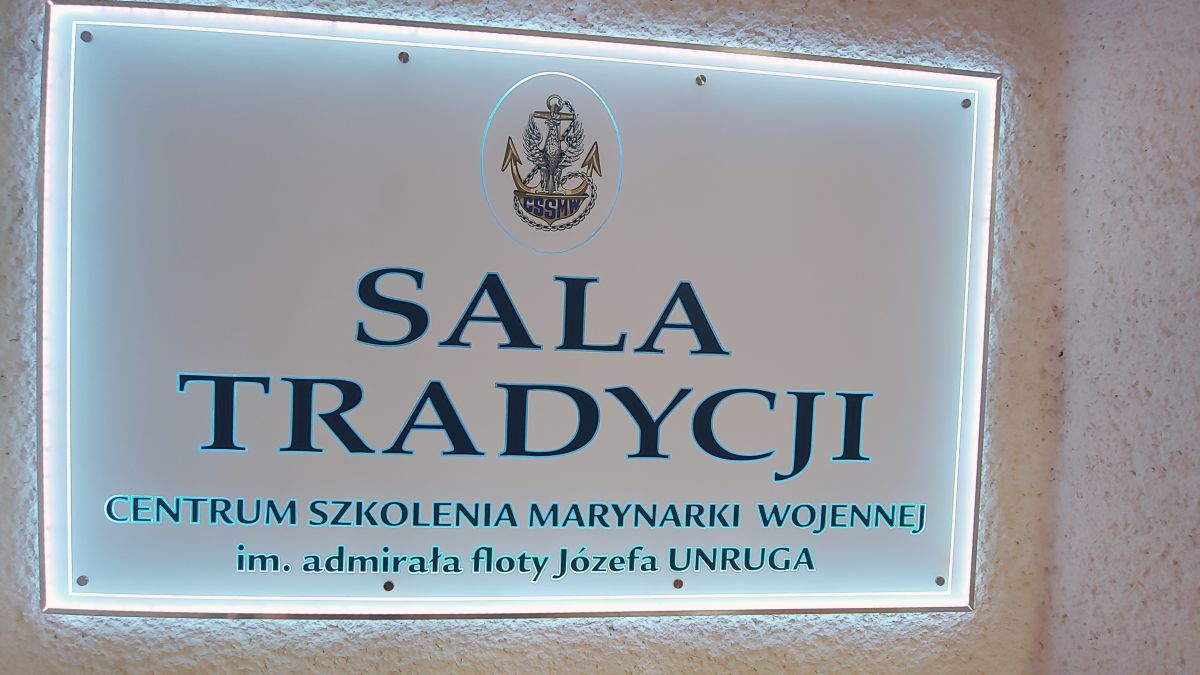 CSSMW
SALA
TRADYCJI
CENTRUM SZKOLENIA MARYNARKI WOJENNEJ
im. admirała floty Józefa UNRUGA